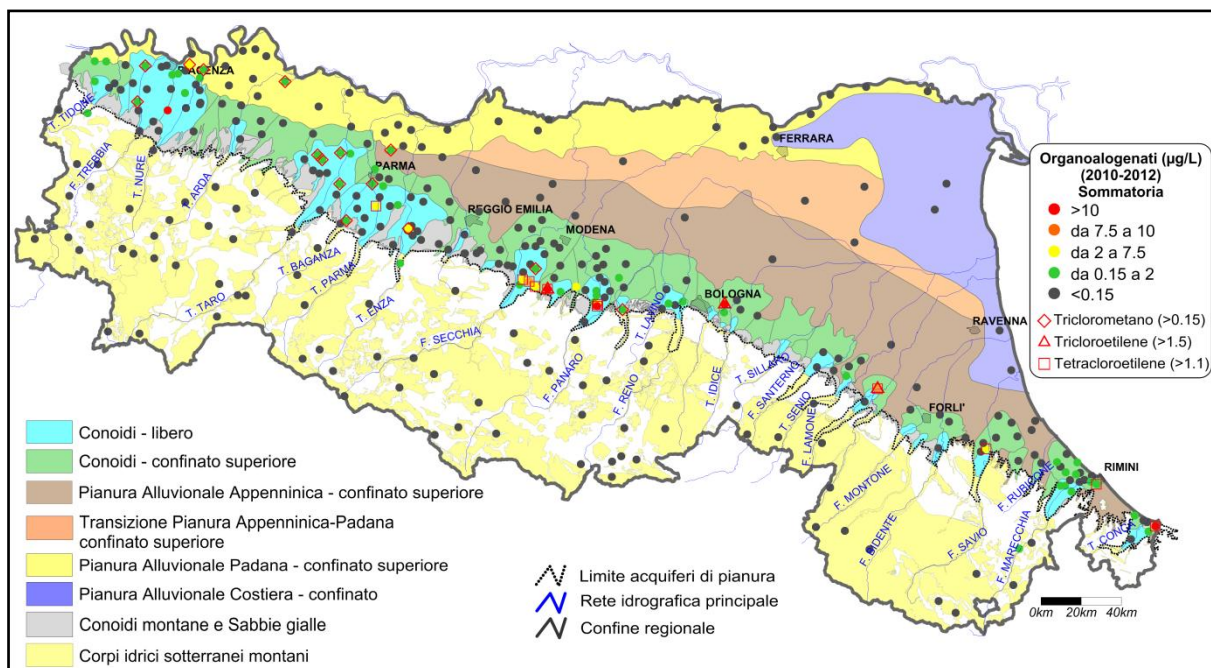 PIACENZA
T. TIDONE
F. TREBBIA
T. NURE
T. ARDA
PARMA
FERRARA
REGGIO EMILIA
MODENA
T. BAGANZA
T. PARMA
T. TARO
T. ENZA
F. SECCHIA
BOLOGNA
RAVENNA
F. PANARO
F. RENO
T. LAVINO
T. IDICE
T. SILLARO
F. SANTERNO
T. SENIO
F. LAMONE
FORLI'
F. MONTONE
F. BIDENTE
F. SAVIO
F. RUBICONE
F. MARECCHIA
RIMINI
T. CONCA
Organoalogenati (µg/L)
(2010-2012)
Sommatoria
>10
da 7.5 a 10
da 2 a 7.5
da 0.15 a 2
<0.15
Triclorometano (>0.15)
Tricloroetilene (>1.5)
Tetracloroetilene (>1.1)
Conoidi - libero
Conoidi - confinato superiore
Pianura Alluvionale Appenninica - confinato superiore
Transizione Pianura Appenninica-Padana
confinato superiore
Pianura Alluvionale Padana - confinato superiore
Pianura Alluvionale Costiera - confinato
Conoidi montane e Sabbie gialle
Corpi idrici sotterranei montani
Limite acquiferi di pianura
Rete idrografica principale
Confine regionale
0km 20km 40km